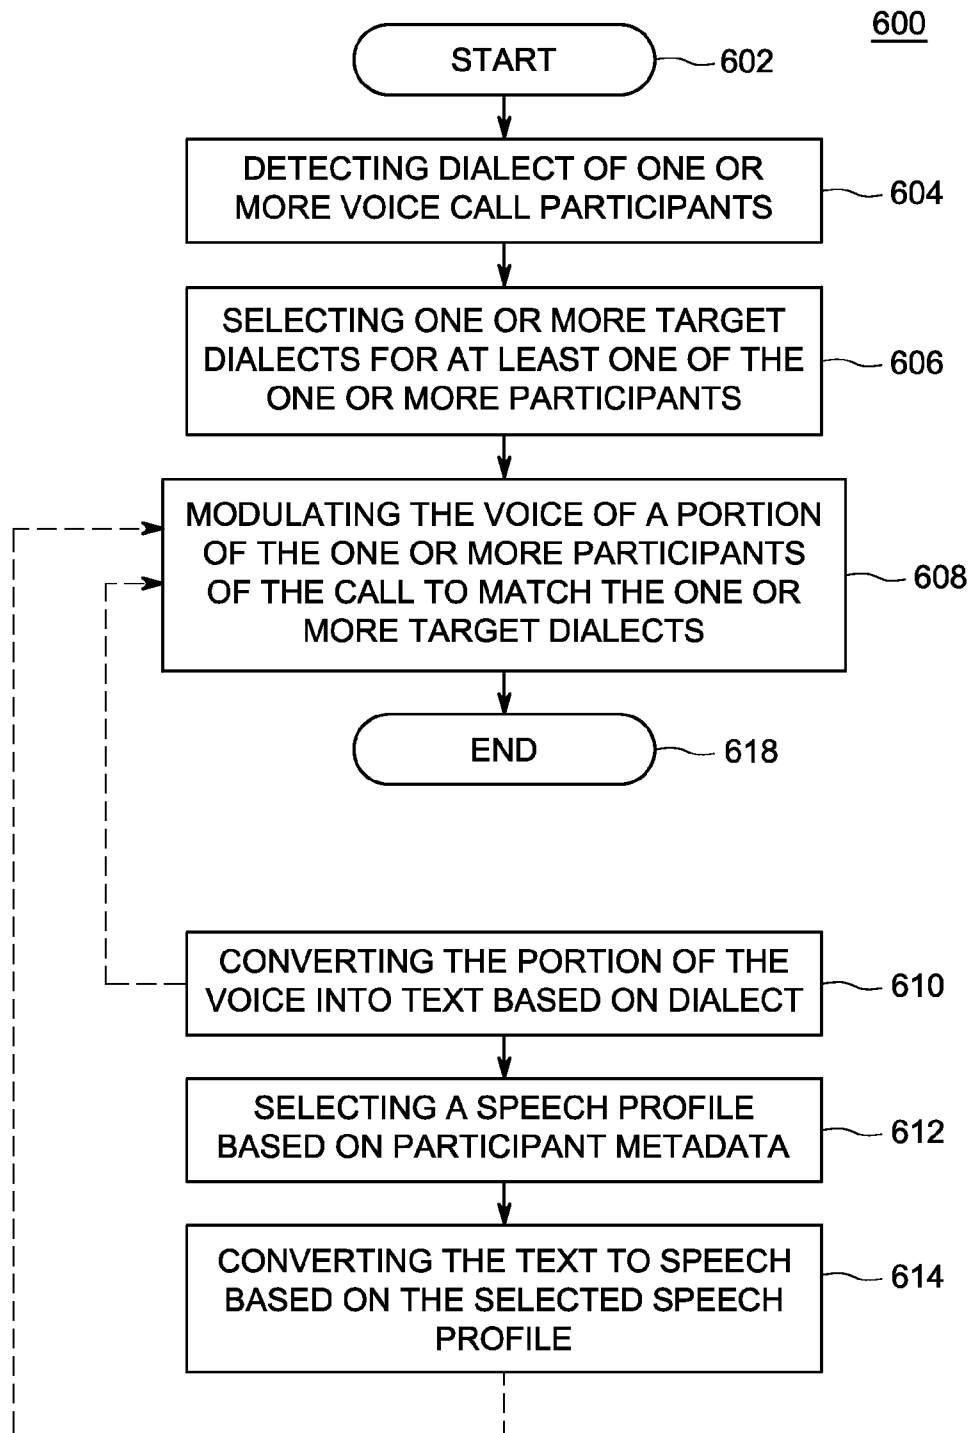 600
START
602
DETECTING DIALECT OF ONE OR
MORE VOICE CALL PARTICIPANTS
604
SELECTING ONE OR MORE TARGET
DIALECTS FOR AT LEAST ONE OF THE
ONE OR MORE PARTICIPANTS
606
MODULATING THE VOICE OF A PORTION
OF THE ONE OR MORE PARTICIPANTS
OF THE CALL TO MATCH THE ONE OR
MORE TARGET DIALECTS
608
END
618
CONVERTING THE PORTION OF THE
VOICE INTO TEXT BASED ON DIALECT
610
SELECTING A SPEECH PROFILE
BASED ON PARTICIPANT METADATA
612
CONVERTING THE TEXT TO SPEECH
BASED ON THE SELECTED SPEECH
PROFILE
614